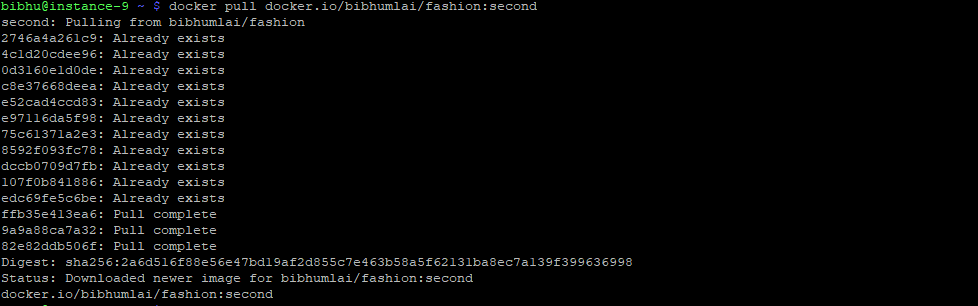 bibhu@instance-9 ~ $ docker pull docker.io/bibhumlai/fashion:second
second: Pulling from bibhumlai/fashion
2746a4a261c9: Already exists
4c1d20cdee96: Already exists
0d3160e1d0de: Already exists
c8e37668deea: Already exists
e52cad4ccd83: Already exists
e97116da5f98: Already exists
75c61371a2e3: Already exists
8592f093fc78: Already exists
dccb0709d7fb: Already exists
107f0b841886: Already exists
edc69fe5c6be: Already exists
ffb35e413ea6: Pull complete
9a9a88ca7a32: Pull complete
82e82ddb506f: Pull complete
Digest: sha256:2a6d516f88e56e47bd19af2d855c7e463b58a5f62131ba8ec7a139f399636998
Status: Downloaded newer image for bibhumlai/fashion:second
docker.io/bibhumlai/fashion:second